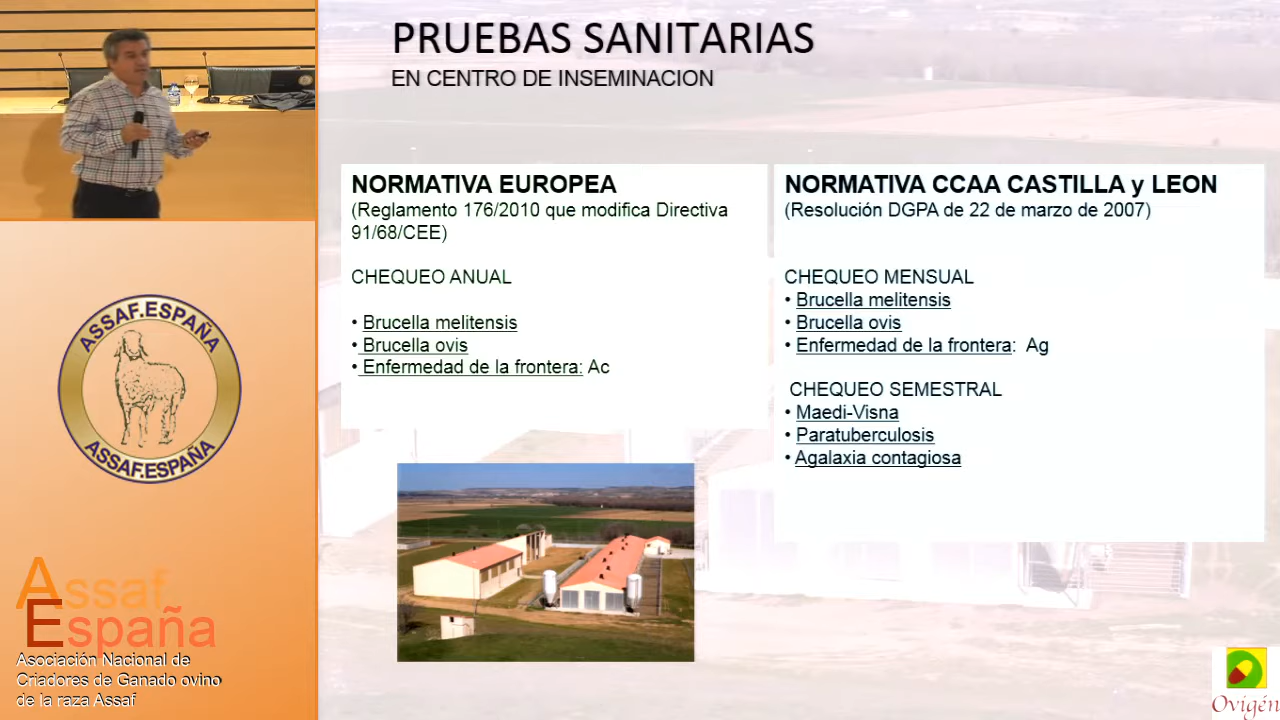 PRUEBAS SANITARIAS
EN CENTRO DE INSEMINACION
NORMATIVA EUROPEA
(Reglamento 176/2010 que modifica Directiva
91/68/CEE)
CHEQUEO ANUAL
• Brucella melitensis
• Brucella ovis
• Enfermedad de la frontera: Ac
NORMATIVA CCAA CASTILLA y LEON
(Resolución DGPA de 22 de marzo de 2007)
CHEQUEO MENSUAL
• Brucella melitensis
• Brucella ovis
• Enfermedad de la frontera: Ag
CHEQUEO SEMESTRAL
• Maedi-Visna
• Paratuberculosis
• Agalaxia contagiosa
ASSAF.ESPAÑA
ASSAF.ESPAÑA
Assaf
España
Asociación Nacional de
Criadores de Ganado ovino
de la raza Assaf
Ovigén